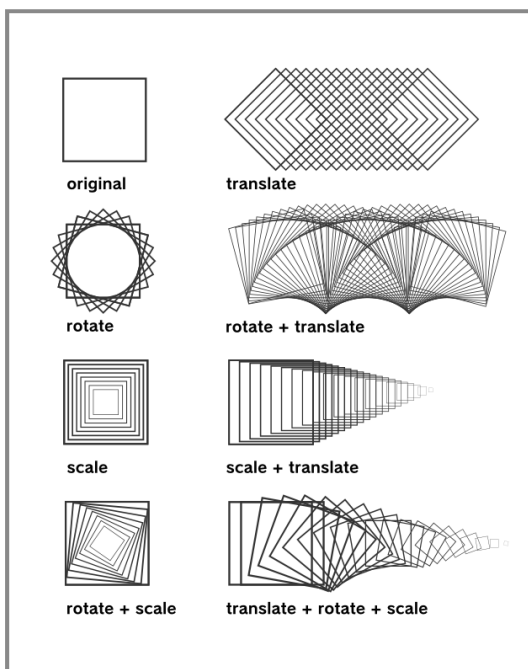 original
translate
rotate
rotate + translate
scale
scale + translate
rotate + scale
translate + rotate + scale